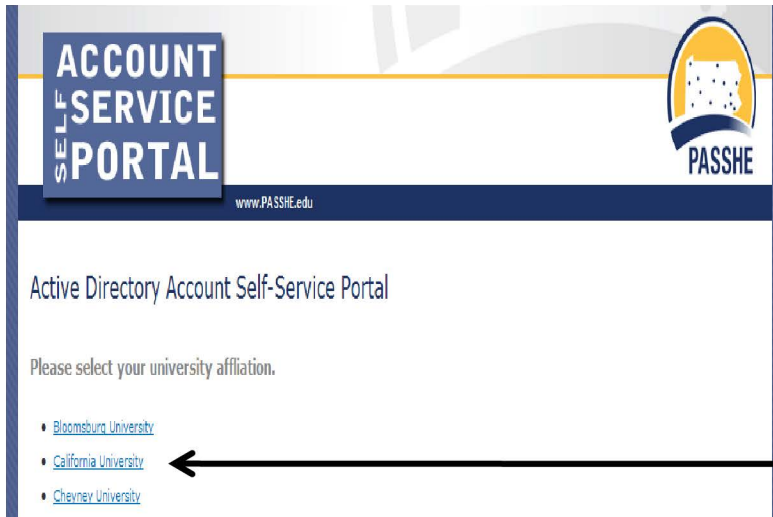 ACCOUNT
SELF SERVICE
PORTAL
PASSHE
www.PASSHE.edu
Active Directory Account Self-Service Portal
Please select your university affliation.
Bloomsburg University
California University
Cheyney University